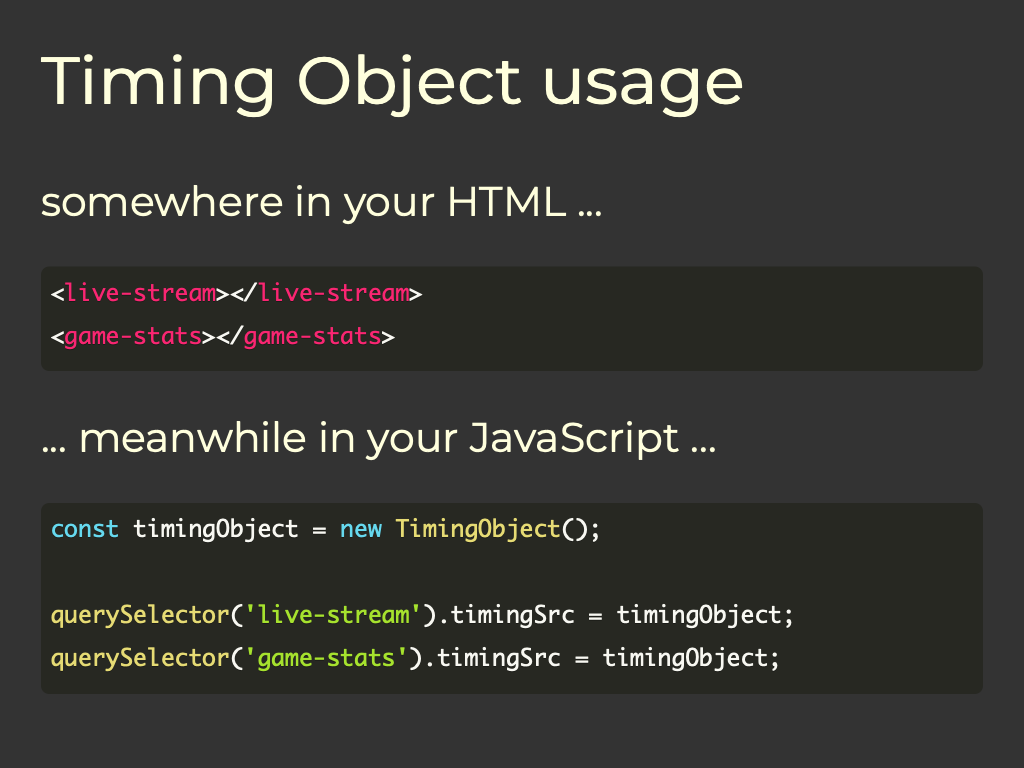 Timing Object usage
somewhere in your HTML ...
<live-stream></live-stream>
<game-stats></game-stats>
... meanwhile in your JavaScript ...
const timingObject = new TimingObject();
querySelector('live-stream').timingSrc = timingObject;
querySelector('game-stats').timingSrc = timingObject;